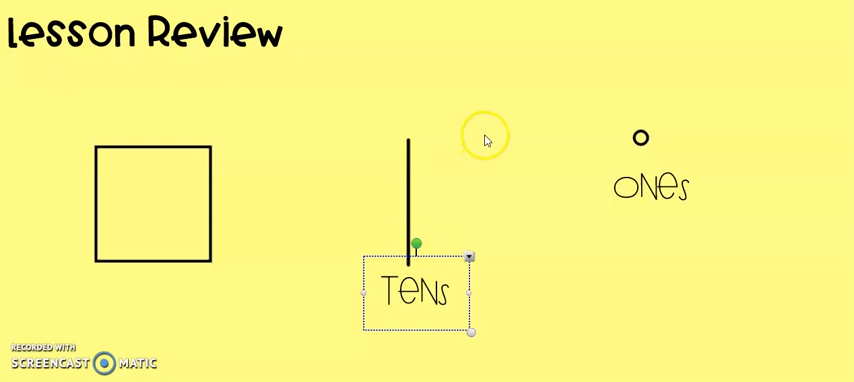 Lesson Review
ONes
TeNs
RECORDED WITH
SCREENCAST MATIC